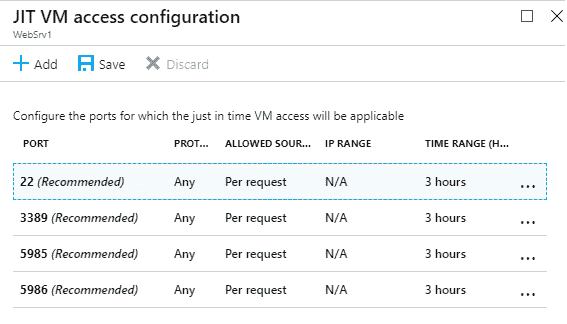 JIT VM access configuration
WebSrv1
Add Save Discard
Configure the ports for which the just in time VM access will be applicable
PORT PROT... ALLOWED SOUR... IP RANGE TIME RANGE (H...
22 (Recommended) Any Per request N/A 3 hours ...
3389 (Recommended) Any Per request N/A 3 hours ...
5985 (Recommended) Any Per request N/A 3 hours ...
5986 (Recommended) Any Per request N/A 3 hours ...